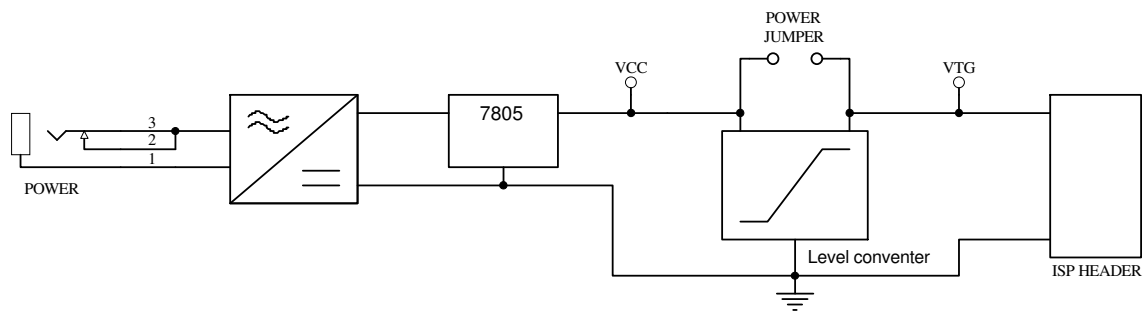 POWER
JUMPER
VCC
VTG
7805
3
2
1
POWER
Level conventer
ISP HEADER